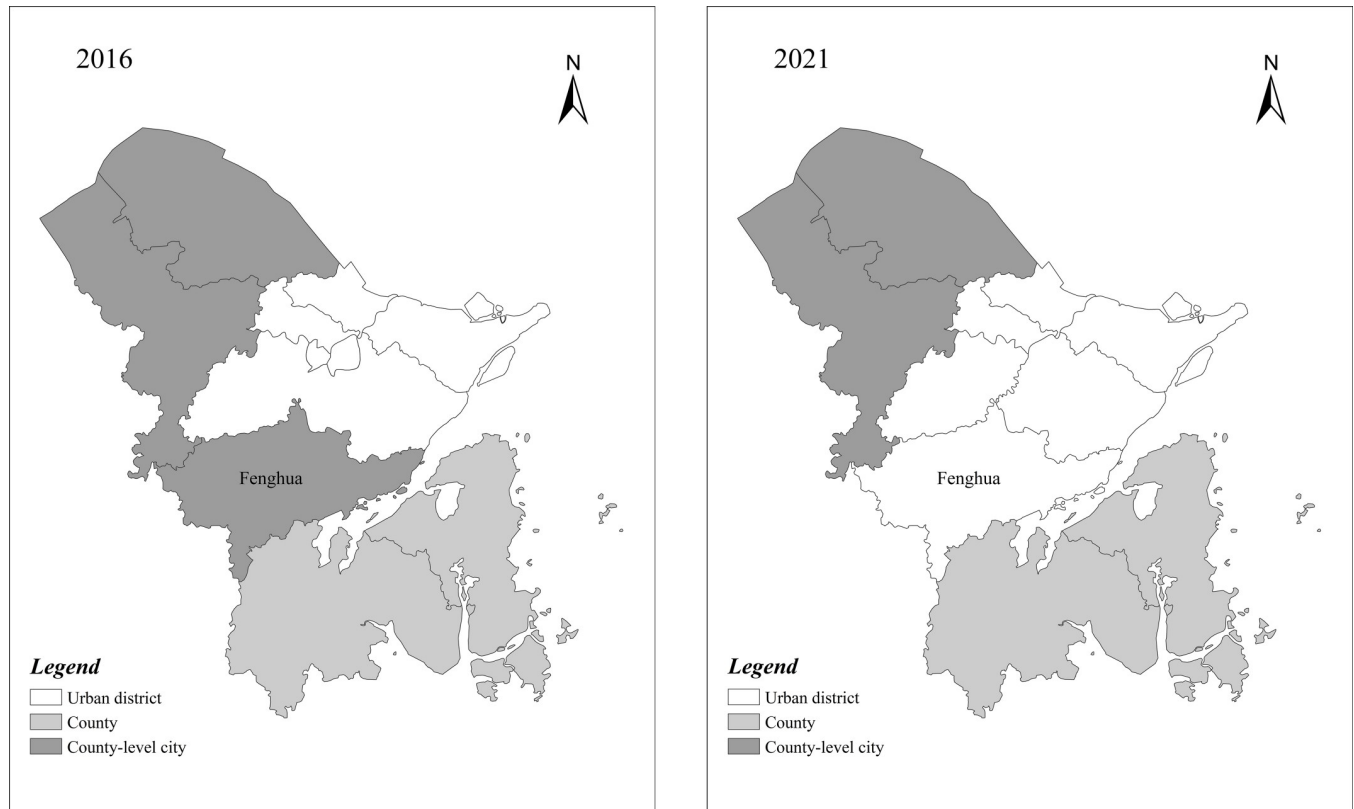 2016
N
Fenghua
Legend
Urban district
County
County-level city
2021
N
Fenghua
Legend
Urban district
County
County-level city